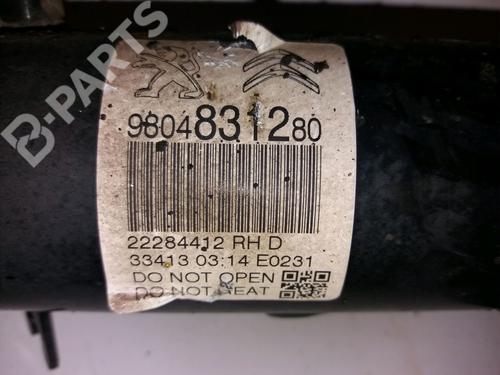 B-PARTS
9804831280
22284412 RH D
33413 03:14 E0231
DO NOT OPEN
DO NOT HEAT